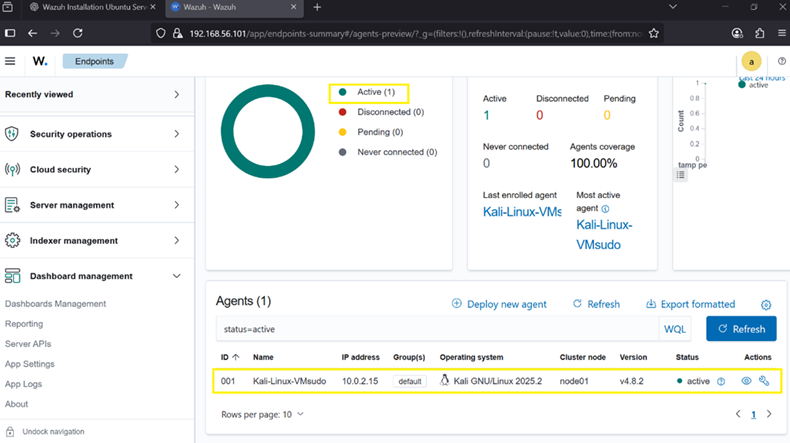 Wazuh Installation Ubuntu Serv
Wazuh - Wazuh
192.168.56.101/app/endpoints-summary#/agents-preview/?_g=(filters:!(),refreshInterval:(pause:!t,value:0),time:(from:no
W.
Endpoints
a
Recently viewed
Security operations
Cloud security
Server management
Indexer management
Dashboard management
Dashboards Management
Reporting
Server APIs
App Settings
App Logs
About
Undock navigation
Active (1)
Disconnected (0)
Pending (0)
Never connected (0)
Active
Disconnected
Pending
1
0
0
Never connected
Agents coverage
0
100.00%
Last enrolled agent
Most active
agent
Kali-Linux-VMs
Kali-Linux-
VMsudo
Last 24 hours
active
1
0.8
0.6
0.4
0.2
0
Count
tamp pe
Agents (1)
Deploy new agent
Refresh
Export formatted
status=active
WQL
Refresh
ID Name IP address Group(s) Operating system Cluster node Version Status Actions
001 Kali-Linux-VMsudo 10.0.2.15 default Kali GNU/Linux 2025.2 node01 v4.8.2 active
Rows per page: 10
1